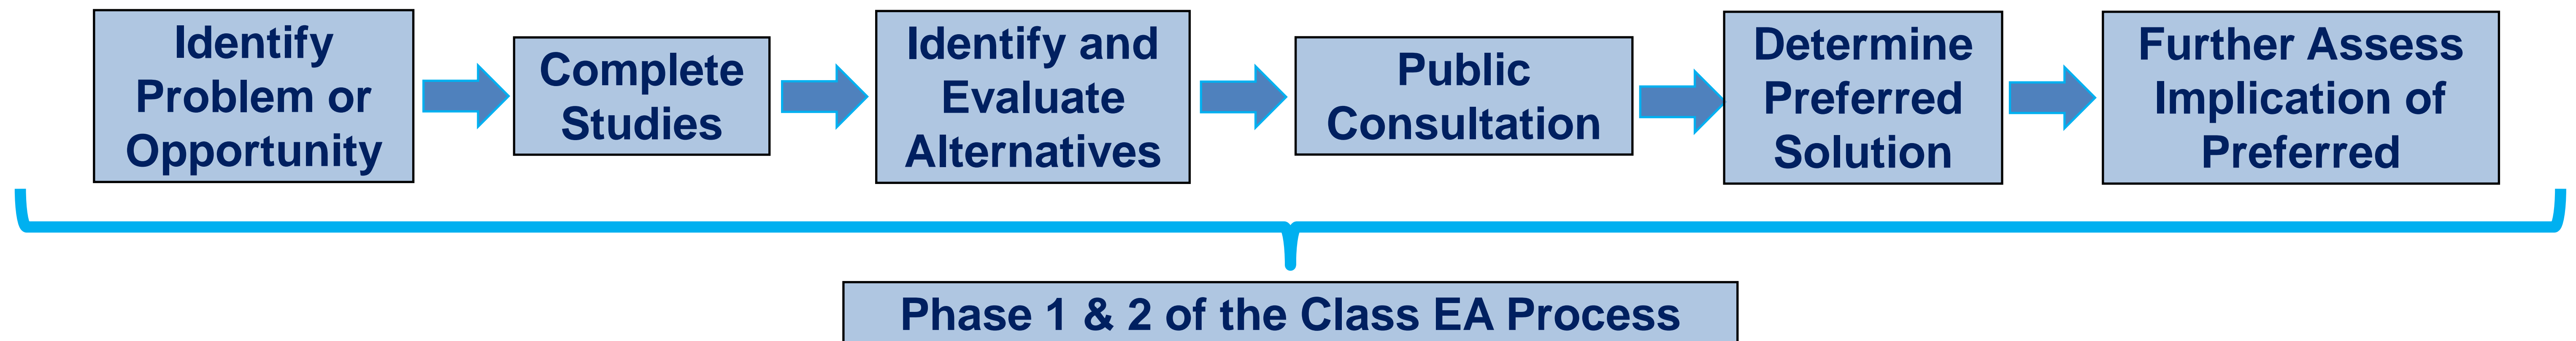 Identify
Problem or
Opportunity
Complete
Studies
Identify and
Evaluate
Alternatives
Public
Consultation
Determine
Preferred
Solution
Further Assess
Implication of
Preferred
Phase 1 & 2 of the Class EA Process